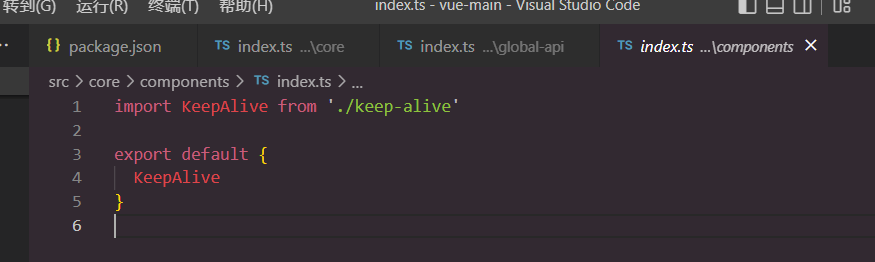 转到(G) 运行(R) 终端(T) 帮助(H) index.ts - vue-main - Visual Studio Code
{} package.json TS index.ts ...\core TS index.ts ...\global-api TS index.ts ...\components
src > core > components > TS index.ts > ...
1 import KeepAlive from './keep-alive'
2
3 export default {
4 KeepAlive
5 }
6